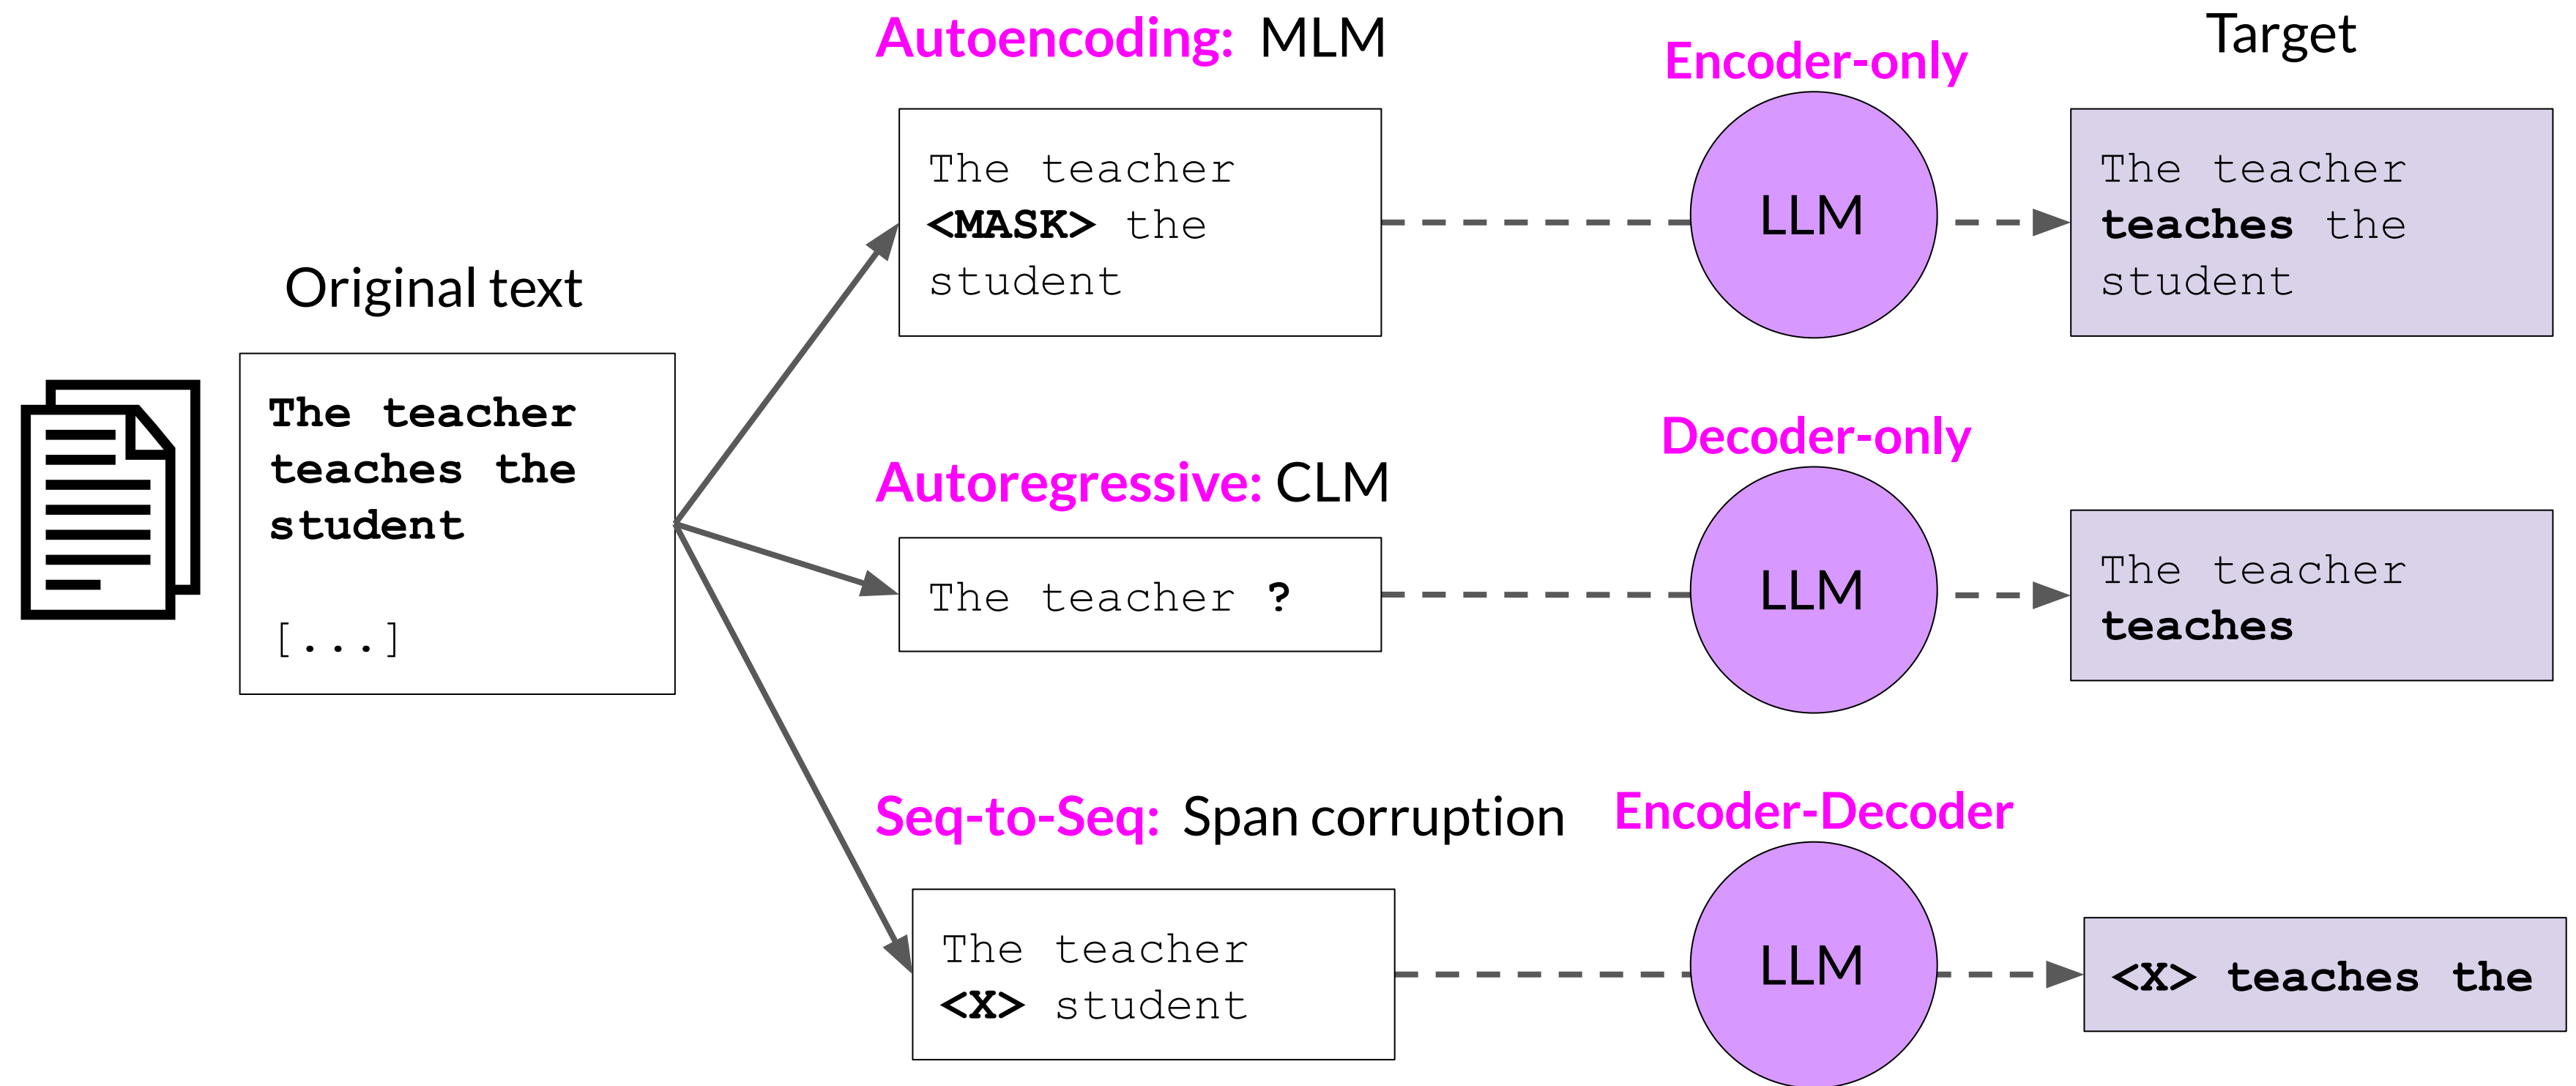 Original text
The teacher
teaches the
student
[...]
Autoencoding: MLM
The teacher
<MASK> the
student
Encoder-only
LLM
Target
The teacher
teaches the
student
Autoregressive: CLM
The teacher ?
Decoder-only
LLM
The teacher
teaches
Seq-to-Seq: Span corruption
The teacher
<X> student
Encoder-Decoder
LLM
<X> teaches the